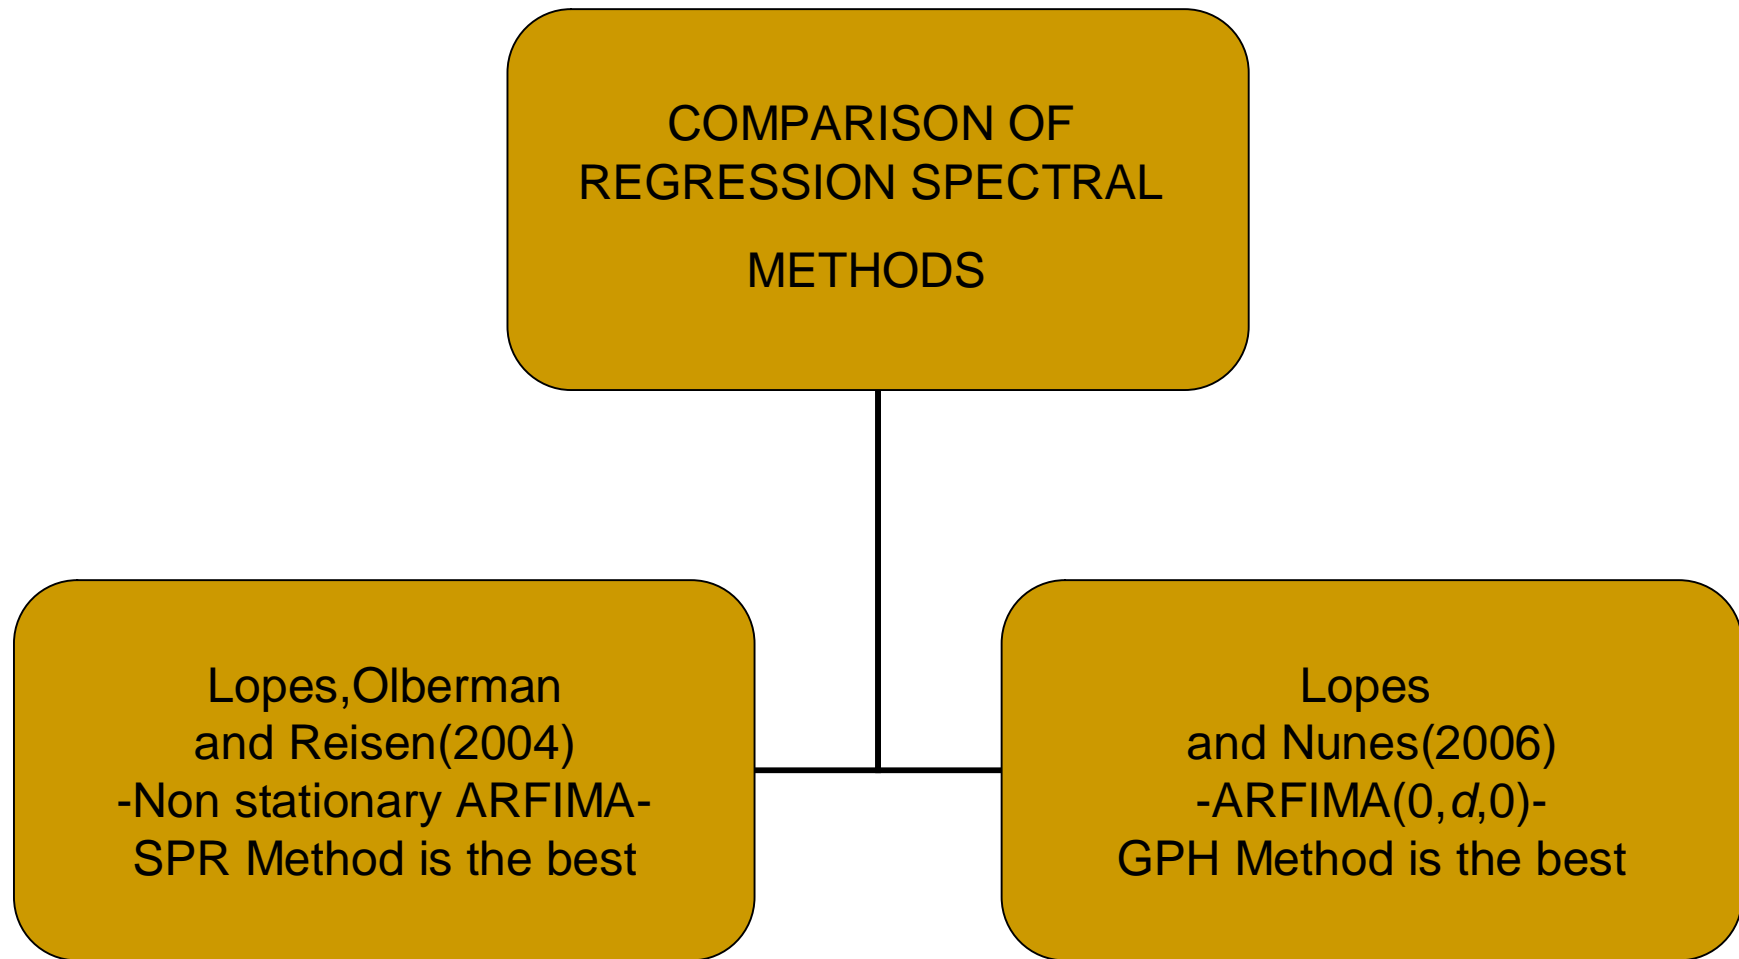 COMPARISON OF
REGRESSION SPECTRAL
METHODS
Lopes,Olberman
and Reisen(2004)
-Non stationary ARFIMA-
SPR Method is the best
Lopes
and Nunes(2006)
-ARFIMA(0,d,0)-
GPH Method is the best